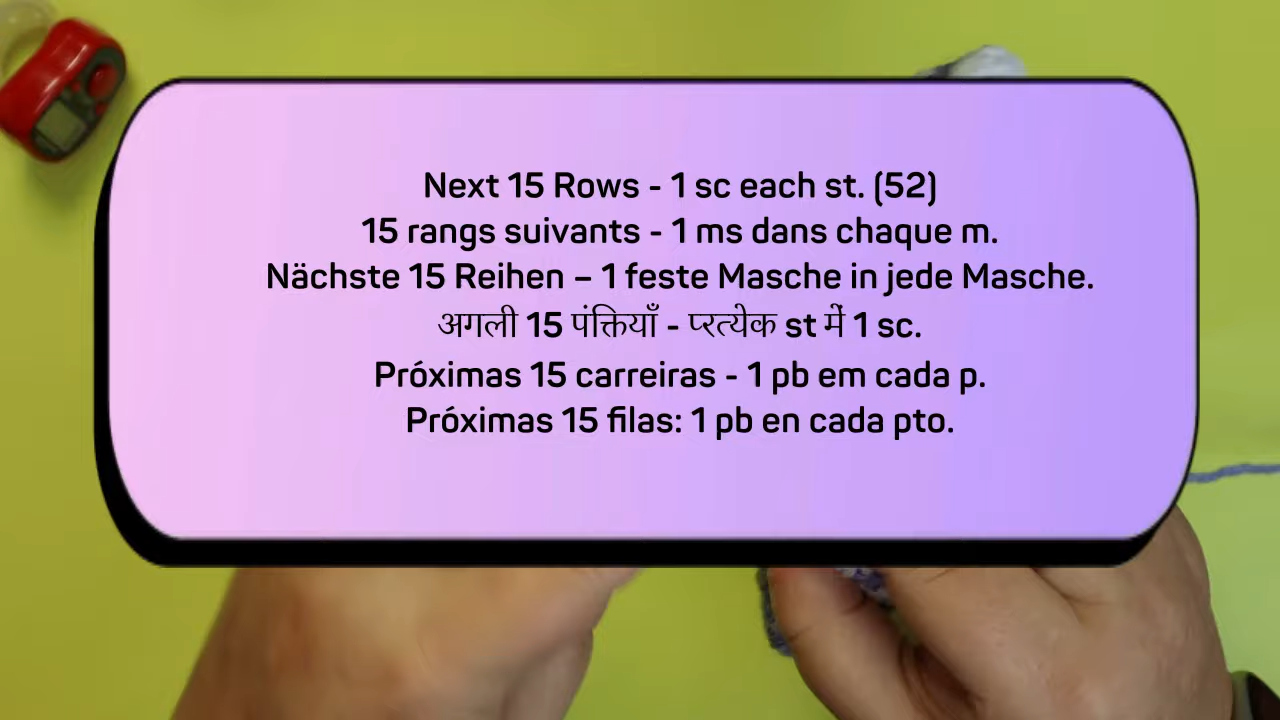 Next 15 Rows - 1 sc each st. (52)
15 rangs suivants - 1 ms dans chaque m.
Nächste 15 Reihen – 1 feste Masche in jede Masche.
अगली 15 पंक्तियाँ - प्रत्येक st में 1 sc.
Próximas 15 carreiras - 1 pb em cada p.
Próximas 15 filas: 1 pb en cada pto.